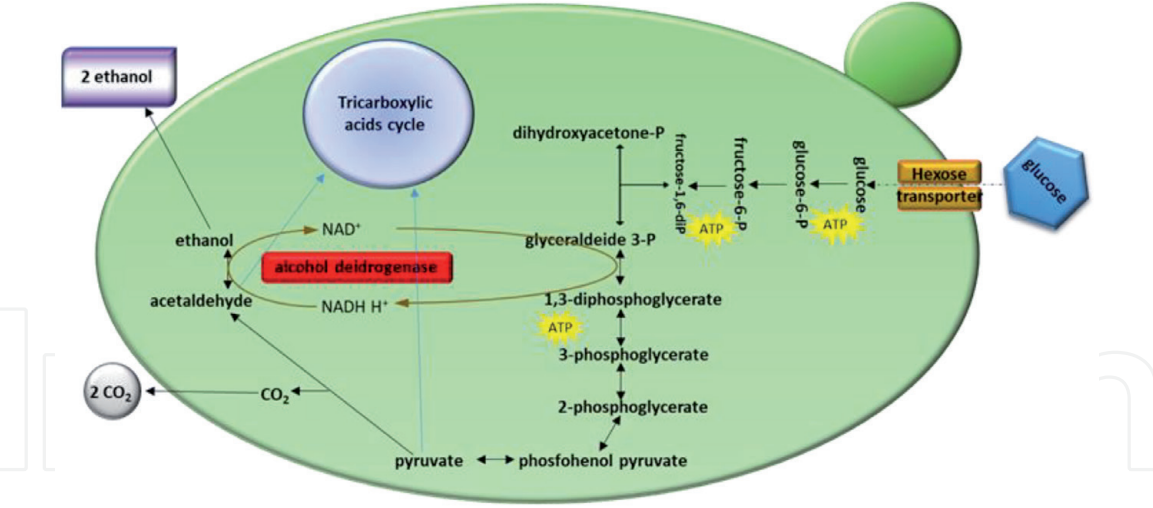 2 ethanol
Tricarboxylic
acids cycle
dihydroxyacetone-P
fructose-1,6-diP
fructose-6-P
glucose-6-P
glucose
Hexose
transporter
glucose
ATP
ATP
ethanol
NAD⁺
glyceraldeide 3-P
alcohol deidrogenase
acetaldehyde
NADH H⁺
1,3-diphosphoglycerate
ATP
3-phosphoglycerate
2 CO₂
CO₂
2-phosphoglycerate
pyruvate
phosfohenol pyruvate